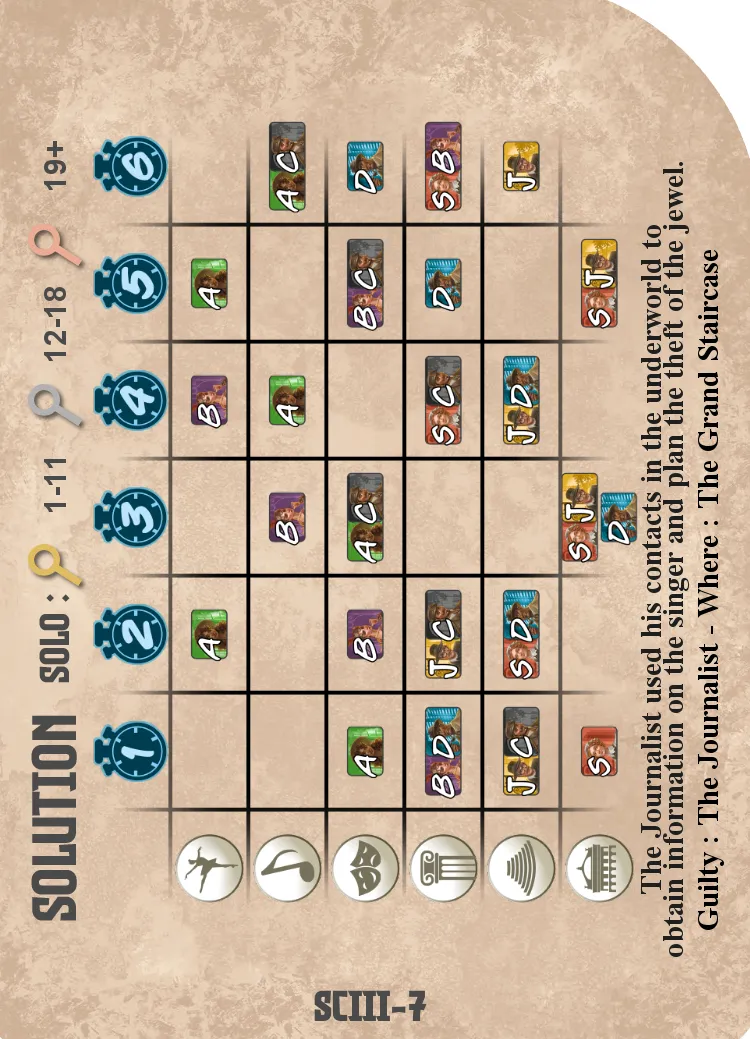 SOLUTION SOLO : 1-11 12-18 19+
1 2 3 4 5 6
A B A
B A A C
A B A C B C D
B D J C S C D S B
J C S D J D J
S S J D S J
The Journalist used his contacts in the underworld to
obtain information on the singer and plan the theft of the jewel.
Guilty : The Journalist - Where : The Grand Staircase
SCIII-7